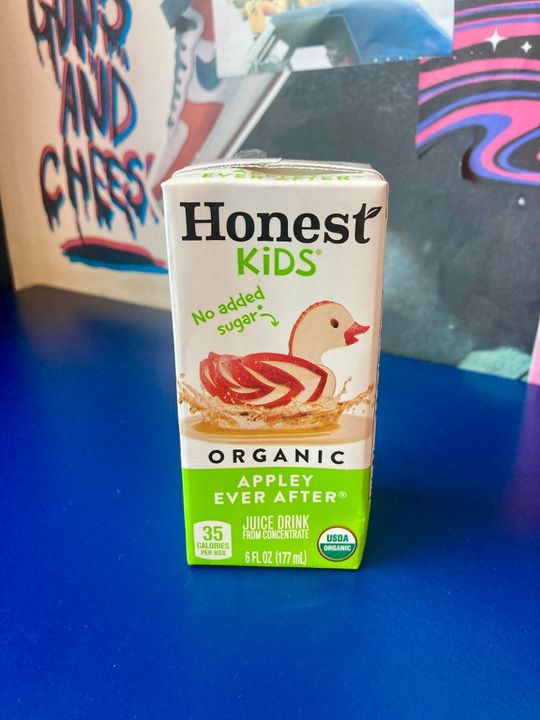 GUNS
AND
CHEES
EVER AFTER
Honest
KiDS®
No added
sugar*
ORGANIC
APPLEY
EVER AFTER®
35
CALORIES
PER BOX
JUICE DRINK
FROM CONCENTRATE
6 FL OZ (177 mL)
USDA
ORGANIC